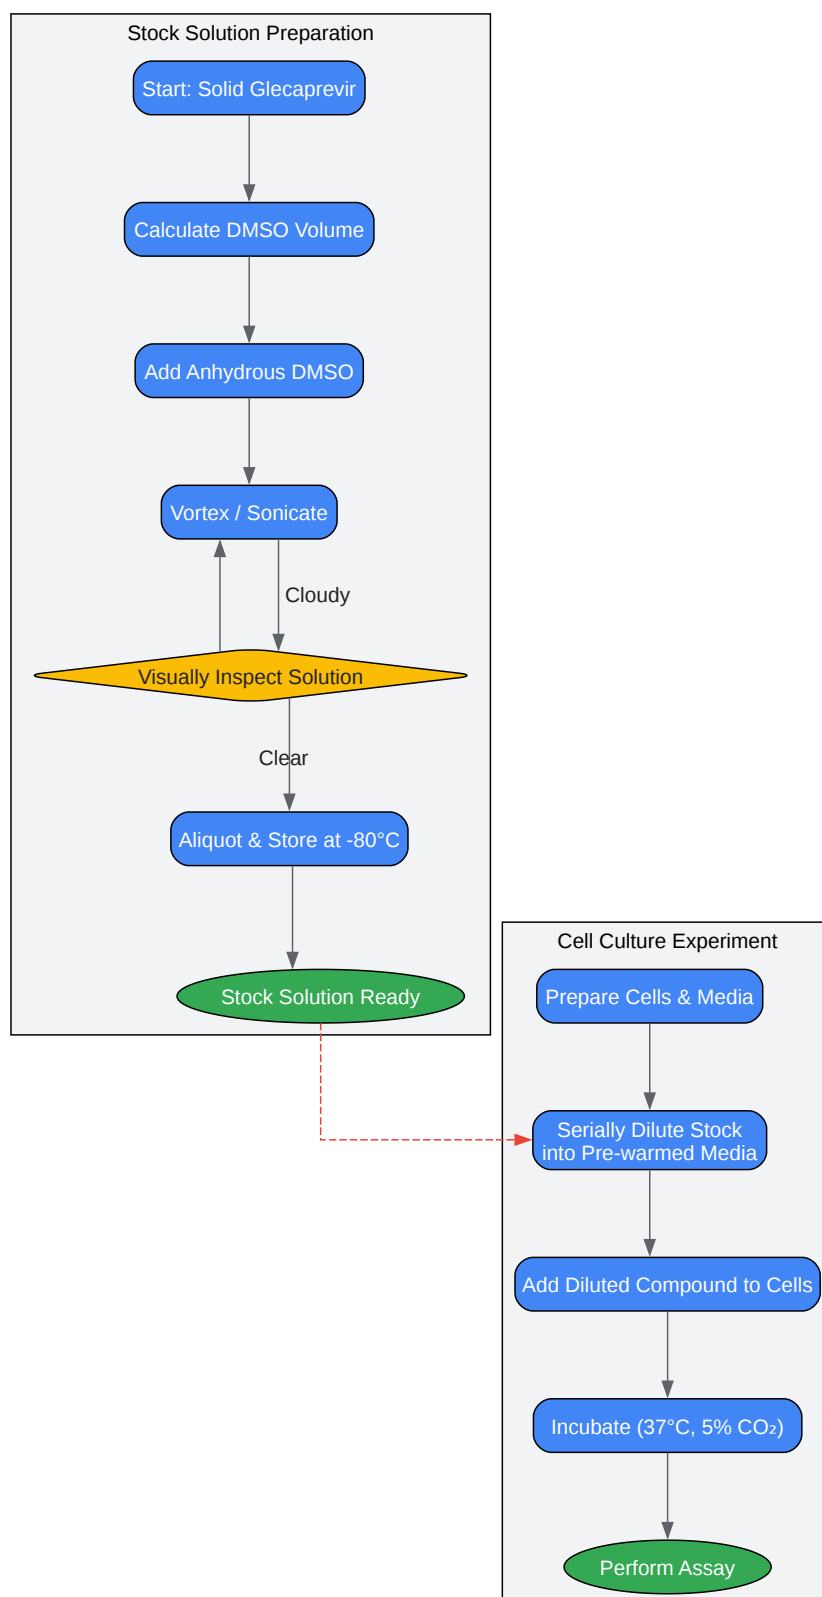 Stock Solution Preparation
Start: Solid Glecaprevir
Calculate DMSO Volume
Add Anhydrous DMSO
Vortex / Sonicate
Cloudy
Visually Inspect Solution
Clear
Aliquot & Store at -80°C
Stock Solution Ready
Cell Culture Experiment
Prepare Cells & Media
Serially Dilute Stock
into Pre-warmed Media
Add Diluted Compound to Cells
Incubate (37°C, 5% CO₂)
Perform Assay